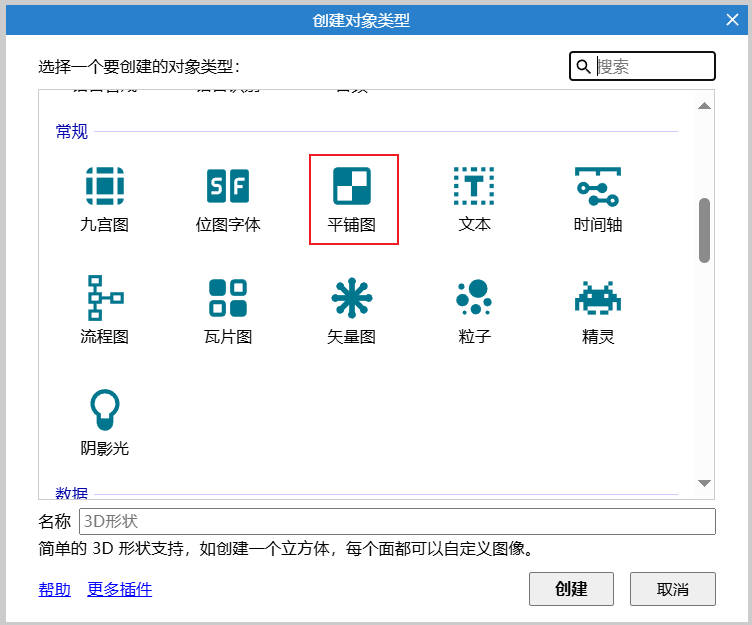 创建对象类型
选择一个要创建的对象类型:
搜索
常规
九宫图
位图字体
平铺图
文本
时间轴
流程图
瓦片图
矢量图
粒子
精灵
阴影光
数据
名称
3D形状
简单的 3D 形状支持，如创建一个立方体，每个面都可以自定义图像。
帮助
更多插件
创建
取消